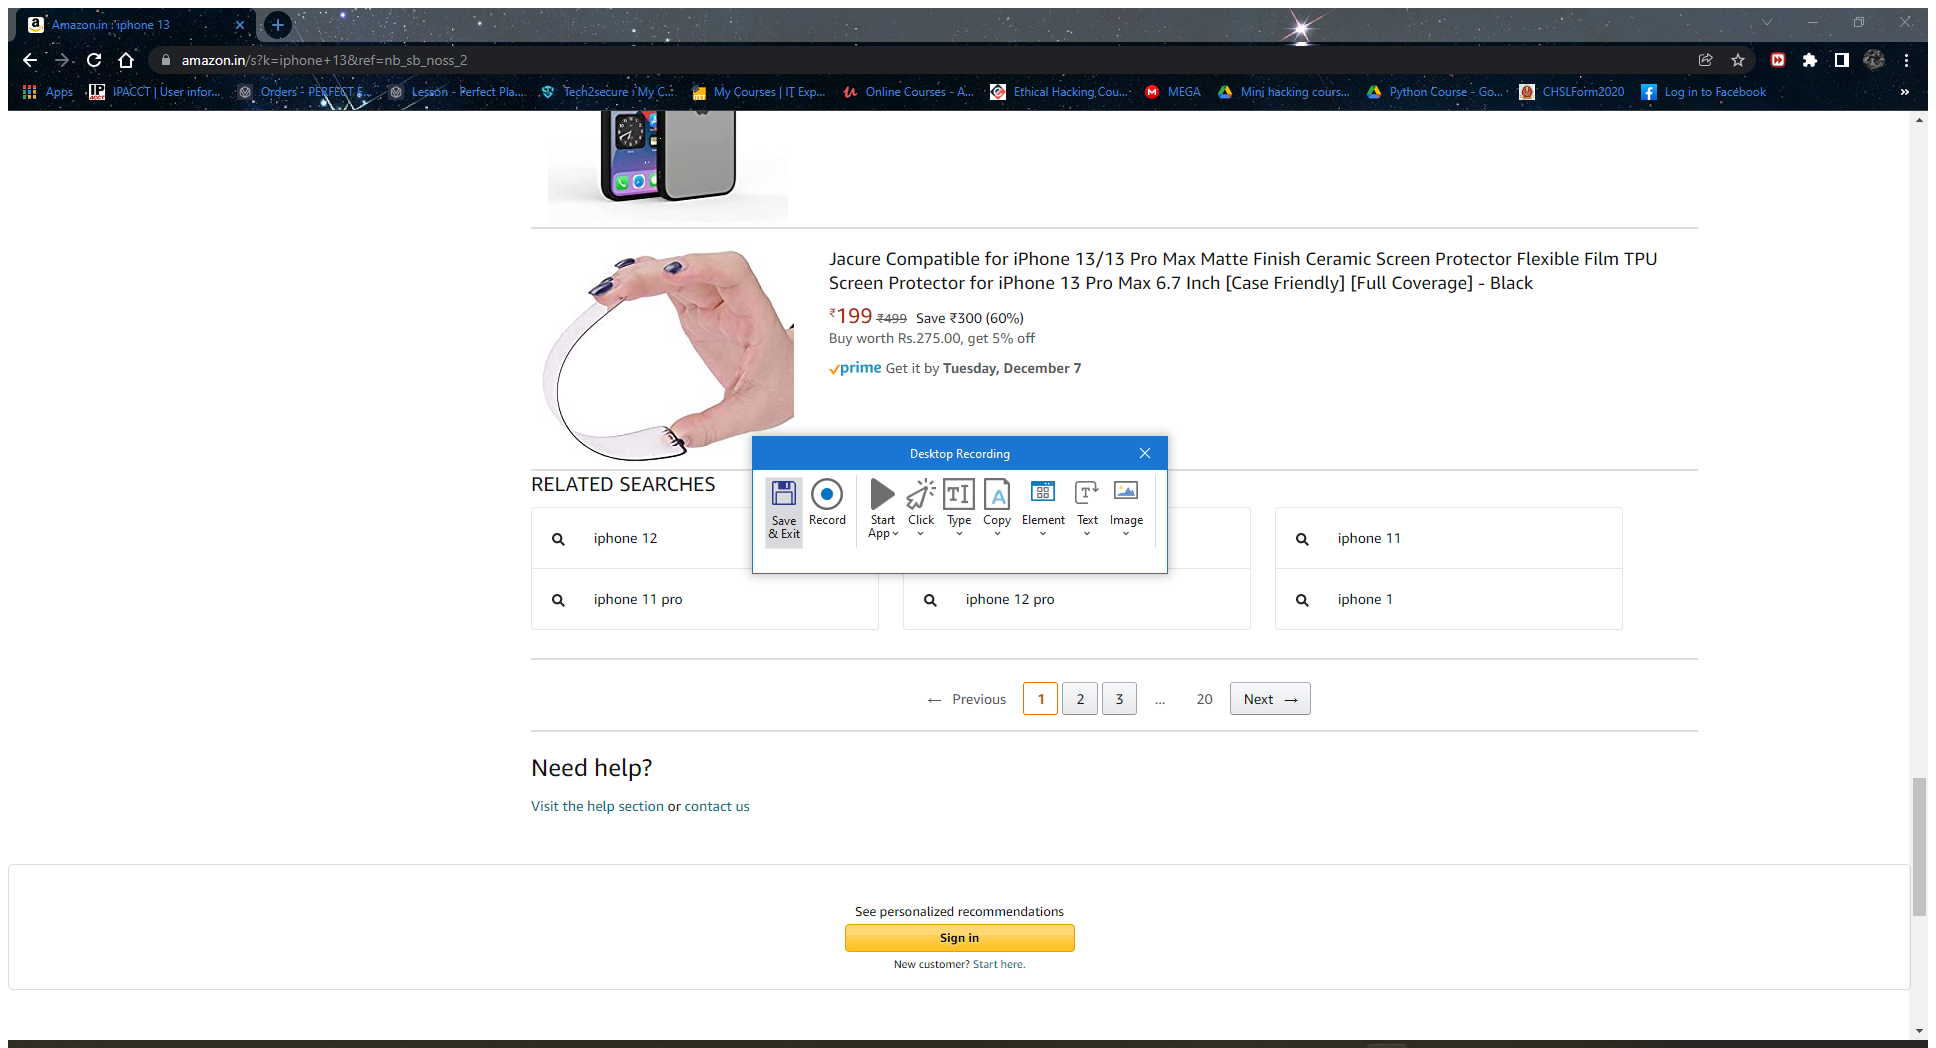 Amazon.in : iphone 13
amazon.in/s?k=iphone+13&ref=nb_sb_noss_2
Apps
IPACCT | User infor...
Orders - PERFECT E...
Lesson - Perfect Pla...
Tech2secure : My C...
My Courses | IT Exp...
Online Courses - A...
Ethical Hacking Cou...
MEGA
Mini hacking cours...
Python Course - Go...
CHSLForm2020
Log in to Facebook
»
Jacure Compatible for iPhone 13/13 Pro Max Matte Finish Ceramic Screen Protector Flexible Film TPU
Screen Protector for iPhone 13 Pro Max 6.7 Inch [Case Friendly] [Full Coverage] - Black
₹199 ₹499 Save ₹300 (60%)
Buy worth Rs.275.00, get 5% off
prime Get it by Tuesday, December 7
Desktop Recording
Save
& Exit
Record
Start
App
Click
Type
Copy
Element
Text
Image
RELATED SEARCHES
iphone 12
iphone 11
iphone 11 pro
iphone 12 pro
iphone 1
← Previous 1 2 3 ... 20 Next →
Need help?
Visit the help section or contact us
See personalized recommendations
Sign in
New customer? Start here.